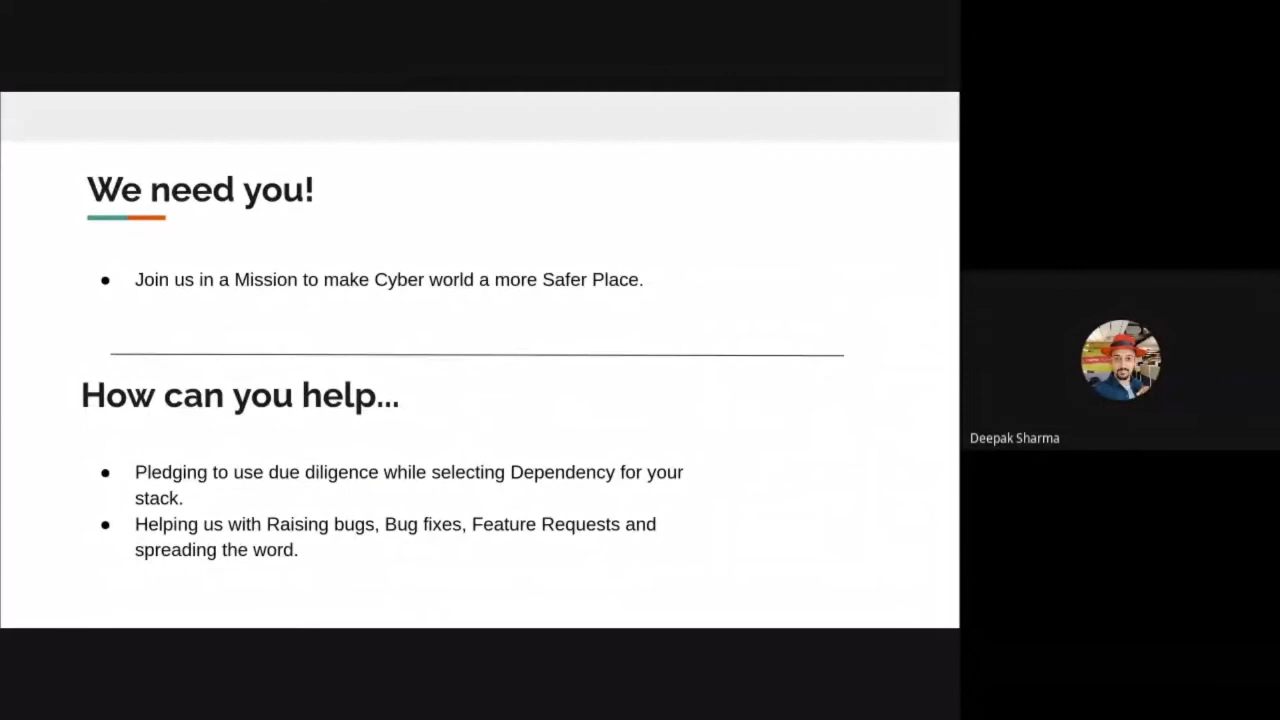 We need you!
● Join us in a Mission to make Cyber world a more Safer Place.
How can you help...
● Pledging to use due diligence while selecting Dependency for your
stack.
● Helping us with Raising bugs, Bug fixes, Feature Requests and
spreading the word.
Deepak Sharma